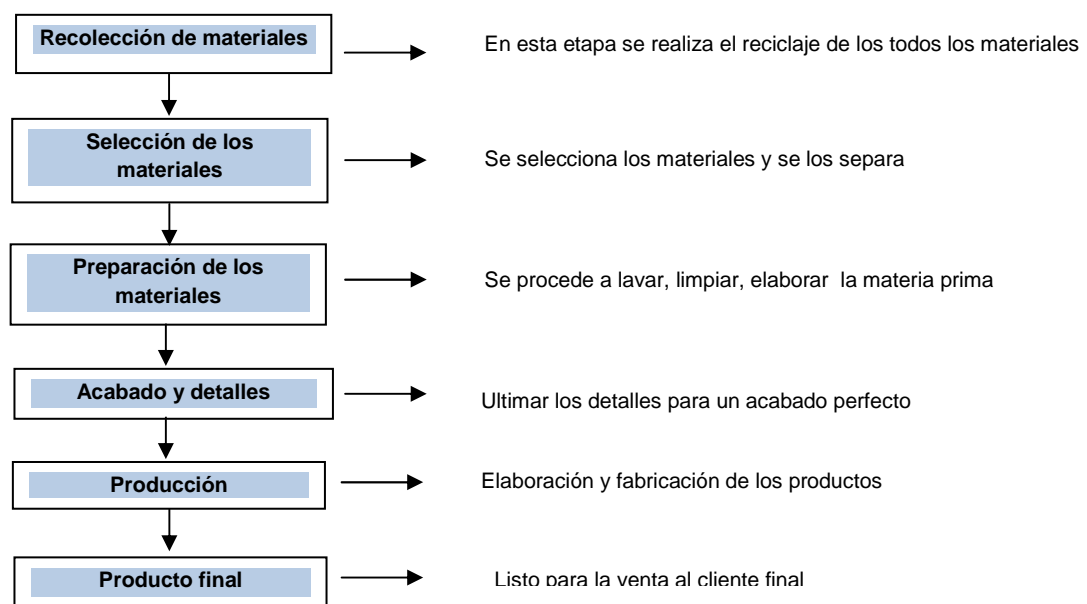 Recolección de materiales
En esta etapa se realiza el reciclaje de los todos los materiales
Selección de los
materiales
Se selecciona los materiales y se los separa
Preparación de los
materiales
Se procede a lavar, limpiar, elaborar  la materia prima
Acabado y detalles
Ultimar los detalles para un acabado perfecto
Producción
Elaboración y fabricación de los productos
Producto final
Listo para la venta al cliente final